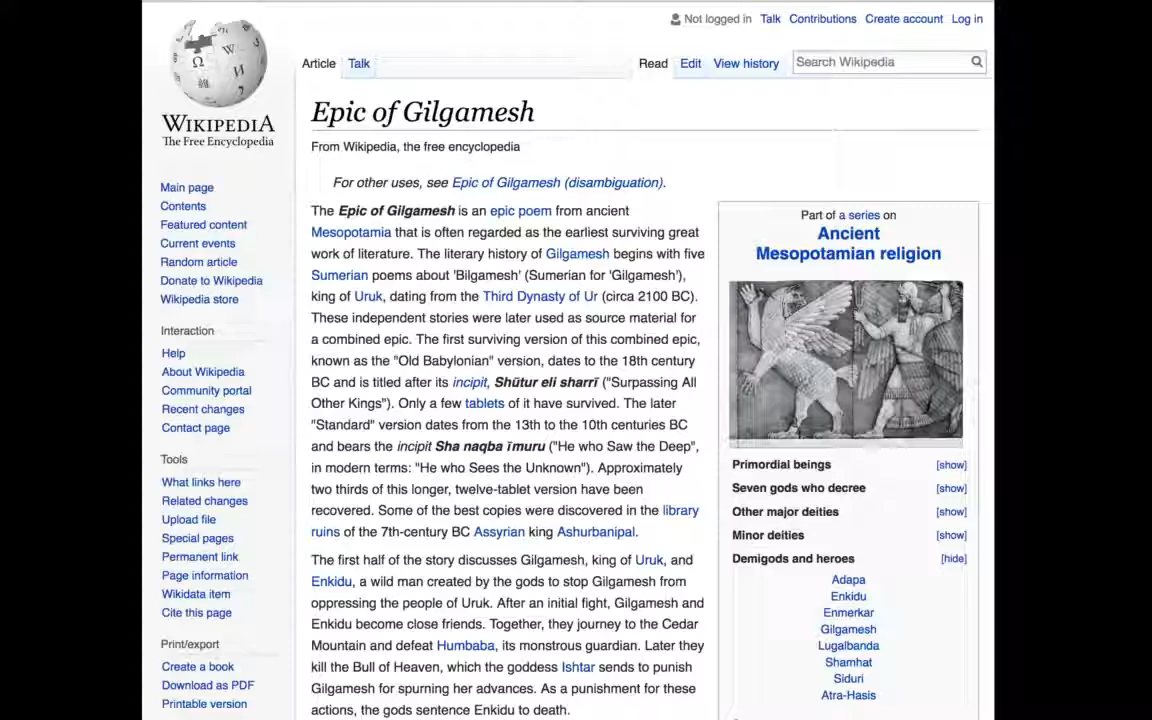 Not logged in Talk Contributions Create account Log in
Article Talk Read Edit View history Search Wikipedia
WIKIPEDIA
The Free Encyclopedia
Main page
Contents
Featured content
Current events
Random article
Donate to Wikipedia
Wikipedia store
Interaction
Help
About Wikipedia
Community portal
Recent changes
Contact page
Tools
What links here
Related changes
Upload file
Special pages
Permanent link
Page information
Wikidata item
Cite this page
Print/export
Create a book
Download as PDF
Printable version
Epic of Gilgamesh
From Wikipedia, the free encyclopedia
For other uses, see Epic of Gilgamesh (disambiguation).
The Epic of Gilgamesh is an epic poem from ancient
Mesopotamia that is often regarded as the earliest surviving great
work of literature. The literary history of Gilgamesh begins with five
Sumerian poems about 'Bilgamesh' (Sumerian for 'Gilgamesh'),
king of Uruk, dating from the Third Dynasty of Ur (circa 2100 BC).
These independent stories were later used as source material for
a combined epic. The first surviving version of this combined epic,
known as the "Old Babylonian" version, dates to the 18th century
BC and is titled after its incipit, Shūtur eli sharrī ("Surpassing All
Other Kings"). Only a few tablets of it have survived. The later
"Standard" version dates from the 13th to the 10th centuries BC
and bears the incipit Sha naqba īmuru ("He who Saw the Deep",
in modern terms: "He who Sees the Unknown"). Approximately
two thirds of this longer, twelve-tablet version have been
recovered. Some of the best copies were discovered in the library
ruins of the 7th-century BC Assyrian king Ashurbanipal.
The first half of the story discusses Gilgamesh, king of Uruk, and
Enkidu, a wild man created by the gods to stop Gilgamesh from
oppressing the people of Uruk. After an initial fight, Gilgamesh and
Enkidu become close friends. Together, they journey to the Cedar
Mountain and defeat Humbaba, its monstrous guardian. Later they
kill the Bull of Heaven, which the goddess Ishtar sends to punish
Gilgamesh for spurning her advances. As a punishment for these
actions, the gods sentence Enkidu to death.
Part of a series on
Ancient
Mesopotamian religion
Primordial beings [show]
Seven gods who decree [show]
Other major deities [show]
Minor deities [show]
Demigods and heroes [hide]
Adapa
Enkidu
Enmerkar
Gilgamesh
Lugalbanda
Shamhat
Siduri
Atra-Hasis